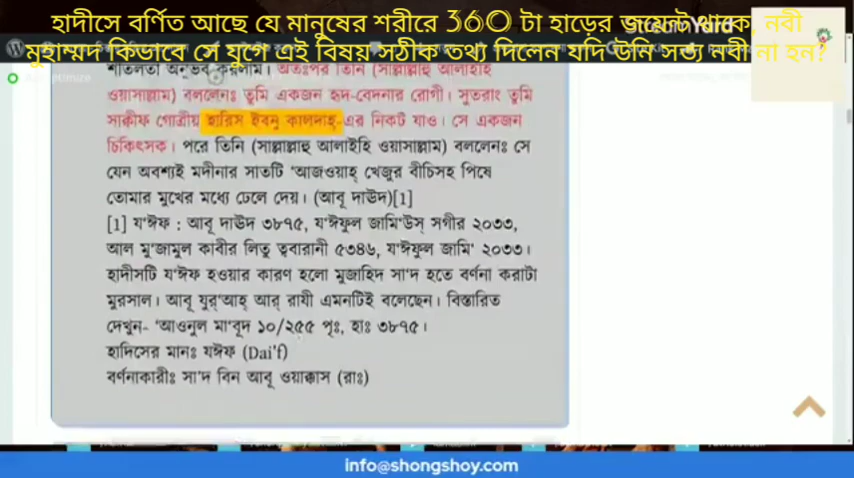 হাদীসে বর্ণিত আছে যে মানুষের শরীরে 360 টা হাড়ের জয়েন্ট থাকে, নবী
মুহাম্মদ কিভাবে সে যুগে এই বিষয় সঠীক তথ্য দিলেন যদি উনি সত্য নবী না হন?
StreamYard
শীতলতা অনুভব করলাম। অতঃপর তিনি (সাল্লাল্লাহু আলাইহি
ওয়াসাল্লাম) বললেনঃ তুমি একজন হৃদ-বেদনার রোগী। সুতরাং তুমি
সাক্বীফ গোত্রীয় হারিস ইবনু কালদাহ্-এর নিকট যাও। সে একজন
চিকিৎসক। পরে তিনি (সাল্লাল্লাহু আলাইহি ওয়াসাল্লাম) বললেনঃ সে
যেন অবশ্যই মদীনার সাতটি 'আজওয়াহ্ খেজুর বীচিসহ পিষে
তোমার মুখের মধ্যে ঢেলে দেয়। (আবূ দাঊদ)[1]
[1] য'ঈফ : আবূ দাঊদ ৩৮৭৫, য'ঈফুল জামি'উস্ সগীর ২০৩৩,
আল মু'জামুল কাবীর লিত্ব ত্ববারানী ৫৩৪৬, য'ঈফুল জামি' ২০৩৩।
হাদীসটি য'ঈফ হওয়ার কারণ হলো মুজাহিদ সা'দ হতে বর্ণনা করাটা
মুরসাল। আবূ যুর্'আহ্ আর্ রাযী এমনটিই বলেছেন। বিস্তারিত
দেখুন- 'আওনুল মা'বূদ ১০/২৫৫ পৃঃ, হাঃ ৩৮৭৫।
হাদিসের মানঃ যঈফ (Dai'f)
বর্ণনাকারীঃ সা'দ বিন আবূ ওয়াক্কাস (রাঃ)
info@shongshoy.com